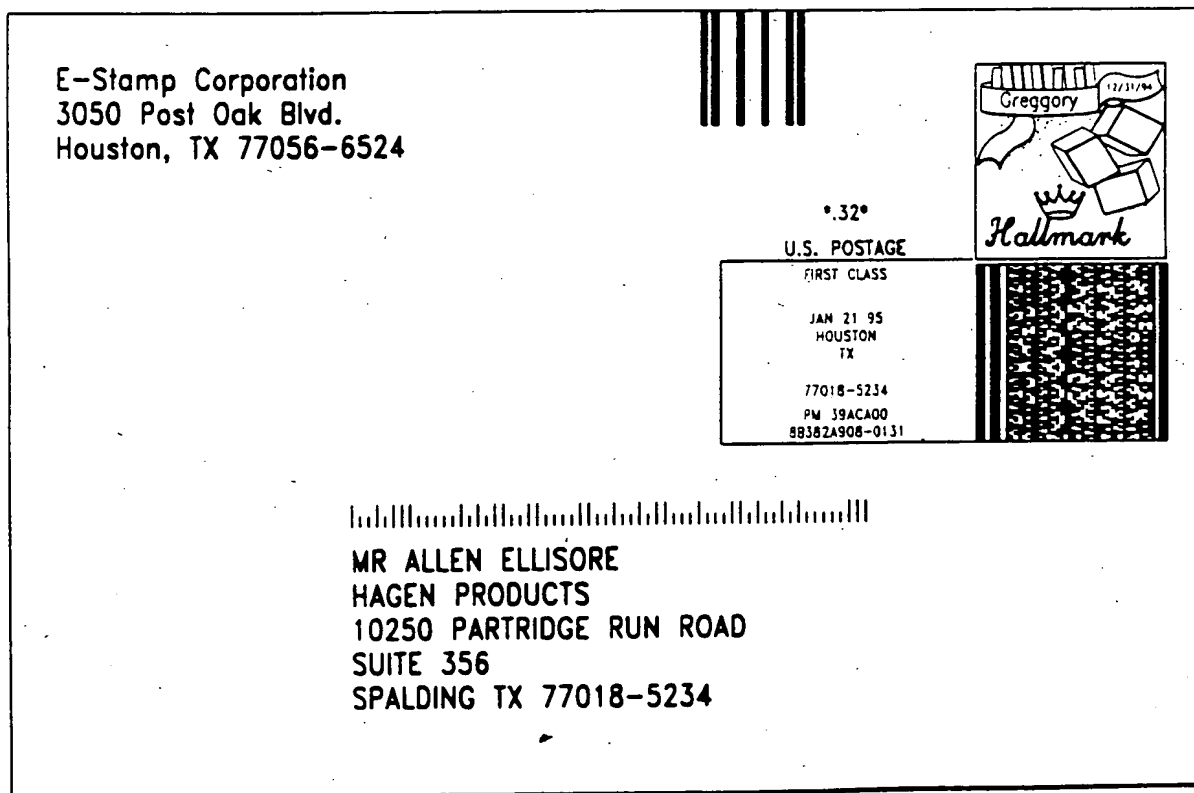 E-Stamp Corporation
3050 Post Oak Blvd.
Houston, TX 77056-6524
Greggory
12/31/94
Hallmark
*.32*
U.S. POSTAGE
FIRST CLASS
JAN 21 95
HOUSTON
TX
77018-5234
PM 39ACA00
8B382A908-0131
MR ALLEN ELLISORE
HAGEN PRODUCTS
10250 PARTRIDGE RUN ROAD
SUITE 356
SPALDING TX 77018-5234